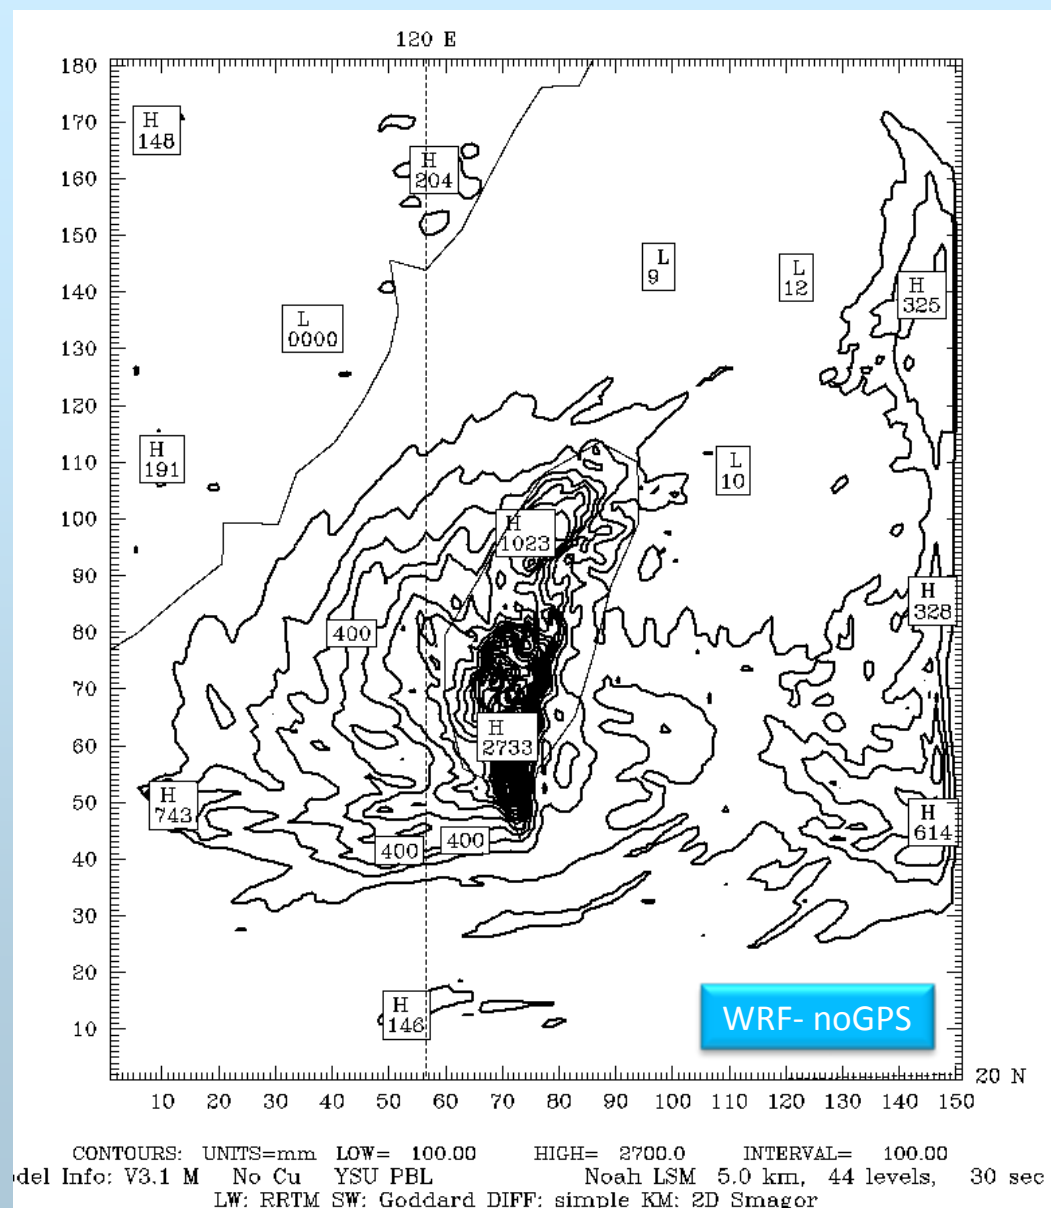 120 E
180
170
H
148
160
H
204
150
L
9
L
12
140
H
325
L
0000
130
120
H
191
110
L
10
100
H
1023
90
H
328
80
400
70
H
2733
60
50
H
743
H
614
400
400
40
30
20
H
146
10
WRF- noGPS
20 N
10 20 30 40 50 60 70 80 90 100 110 120 130 140 150
CONTOURS: UNITS=mm LOW= 100.00 HIGH= 2700.0 INTERVAL= 100.00
del Info: V3.1 M No Cu YSU PBL Noah LSM 5.0 km, 44 levels, 30 sec
LW: RRTM SW: Goddard DIFF: simple KM: 2D Smagor